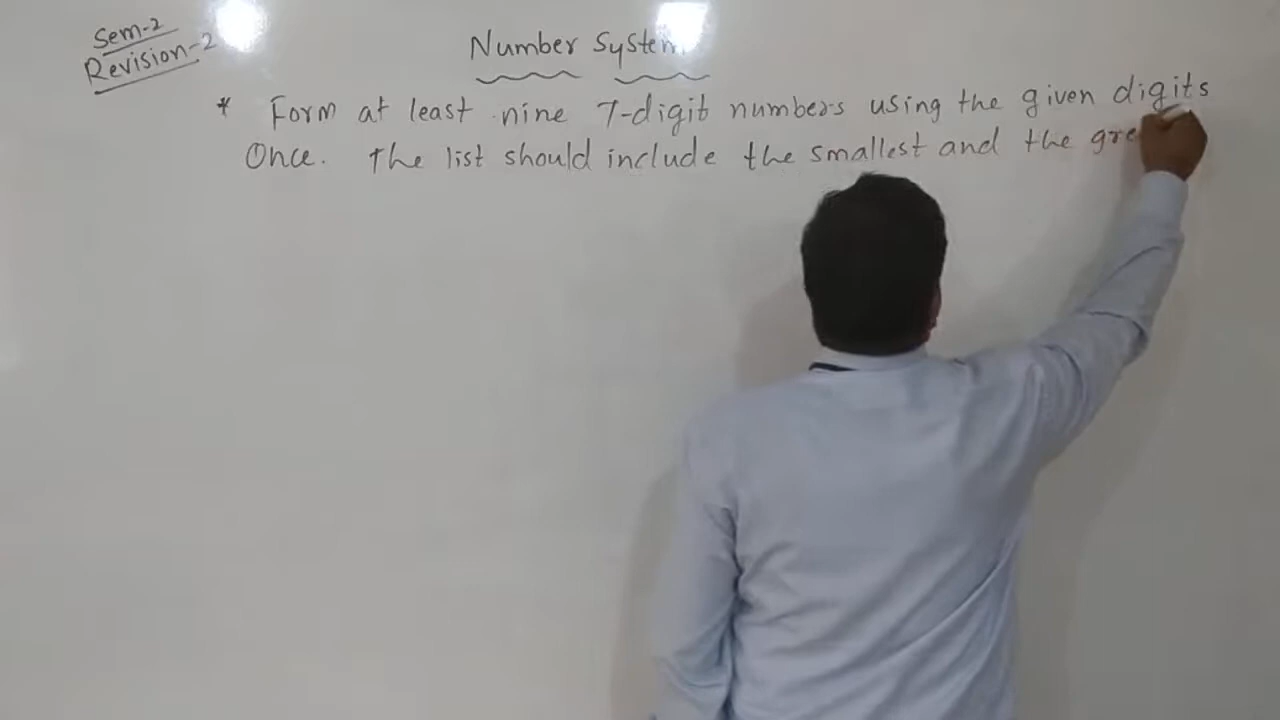 Sem-2
Revision-2
Number System
* Form at least nine 7-digit numbers using the given digits
Once. The list should include the smallest and the gre